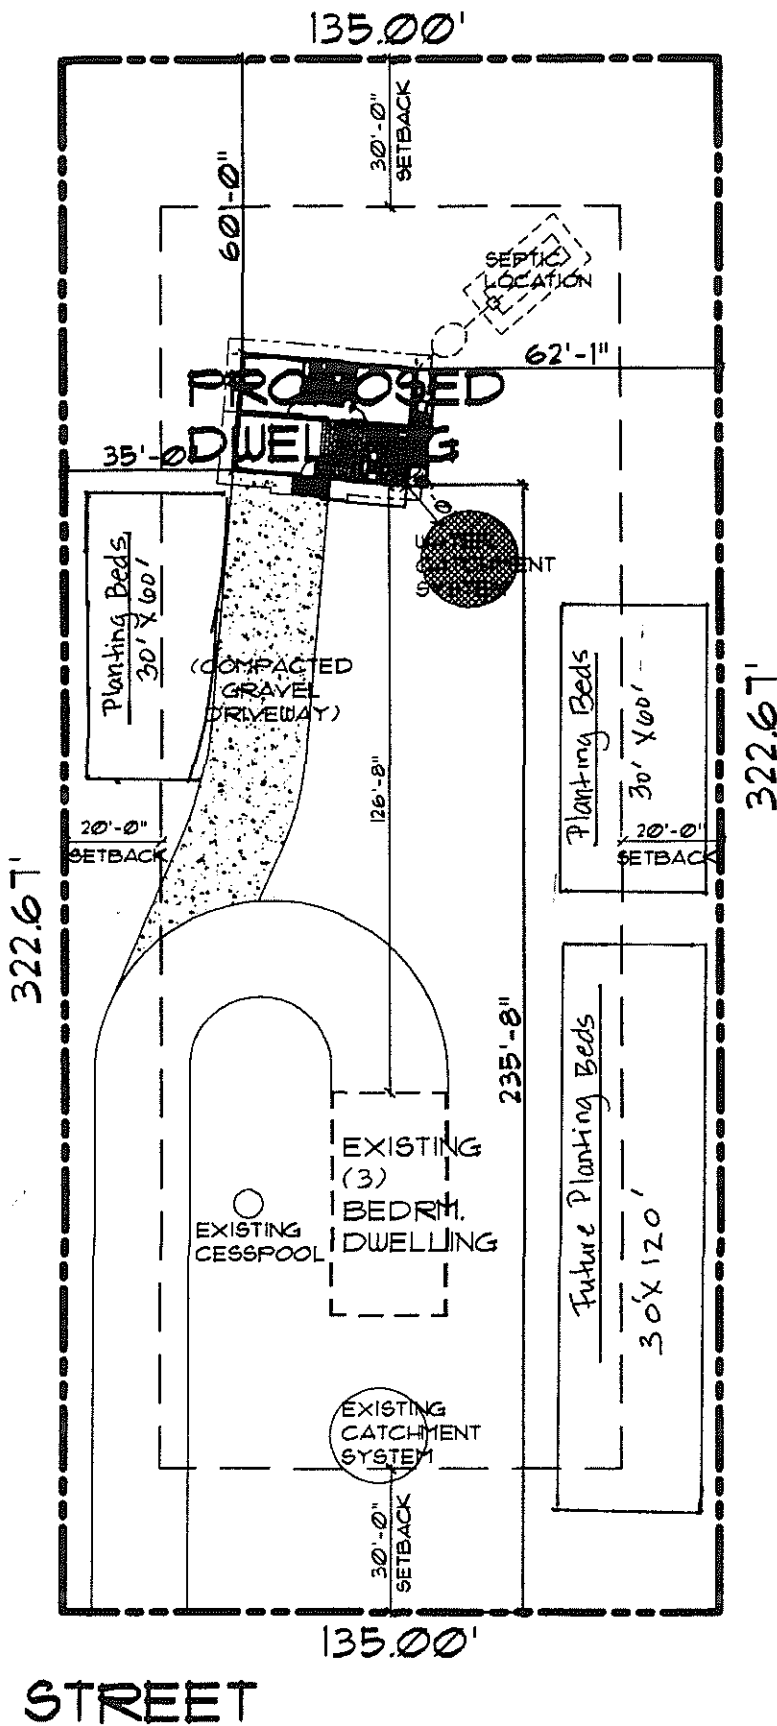 135.00'
30'-0"
SETBACK
60'-0"
SEPTIC
LOCATION
62'-1"
PROPOSED
DWELLING
35'-0
WATER
CATCHMENT
SYSTEM
Planting Beds
30' X 60'
(COMPACTED
GRAVEL
DRIVEWAY)
Planting Beds
30' X 60'
322.67'
126'-8"
20'-0"
SETBACK
20'-0"
SETBACK
322.67'
235'-8"
Future Planting Beds
30' X 120'
EXISTING
(3)
BEDRM.
DWELLING
EXISTING
CESSPOOL
EXISTING
CATCHMENT
SYSTEM
30'-0"
SETBACK
135.00'
STREET